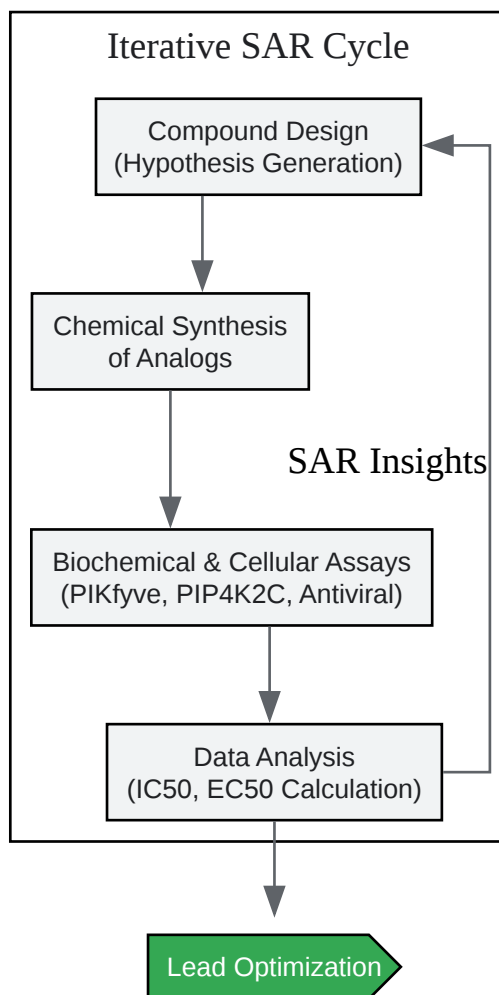 Iterative SAR Cycle
Compound Design
(Hypothesis Generation)
Chemical Synthesis
of Analogs
SAR Insights
Biochemical & Cellular Assays
(PIKfyve, PIP4K2C, Antiviral)
Data Analysis
(IC50, EC50 Calculation)
Lead Optimization